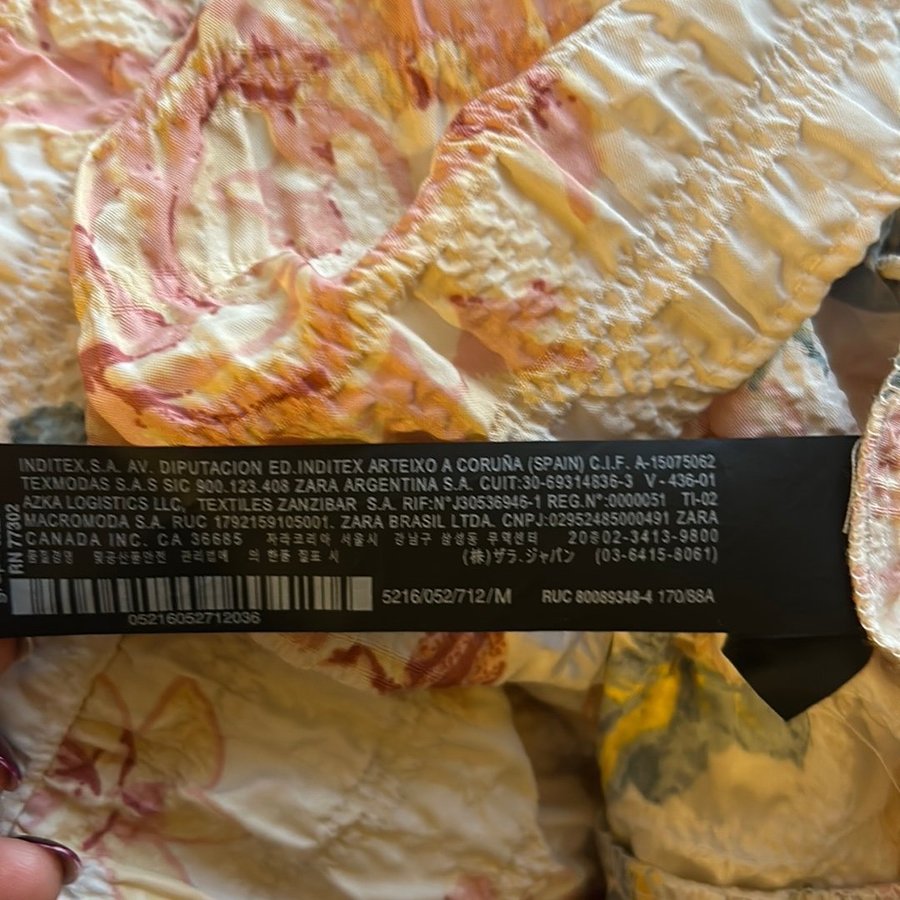 INDITEX,S.A. AV. DIPUTACION ED.INDITEX ARTEIXO A CORUÑA (SPAIN) C.I.F. A-15075062
TEXMODAS S.A.S SIC 900.123.408 ZARA ARGENTINA S.A. CUIT:30-69314836-3 V - 436-01
AZKA LOGISTICS LLC, TEXTILES ZANZIBAR S.A. RIF:N° J30536946-1 REG.N°:0000051 TI-02
MACROMODA S.A. RUC 1792159105001. ZARA BRASIL LTDA. CNPJ:02952485000491 ZARA
CANADA INC. CA 36685 자라코리아 서울시 강남구 삼성동 무역센터 02-3413-9800
품질경영 및공산품안전 관리법에 의한 품질표시 (株)ザラ.ジャパン (03-6415-8061)
RN 77302
5216/052/712/M RUC 80089348-4 170/88A
05216052712036